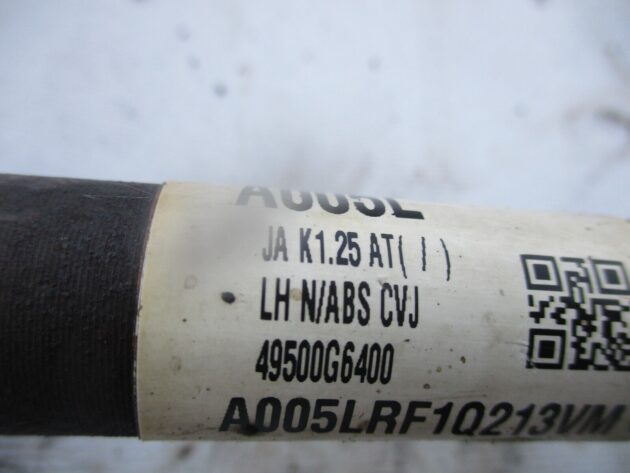 A005L
JA K1.25 AT( / )
LH N/ABS CVJ
49500G6400
A005LRF1Q213VM